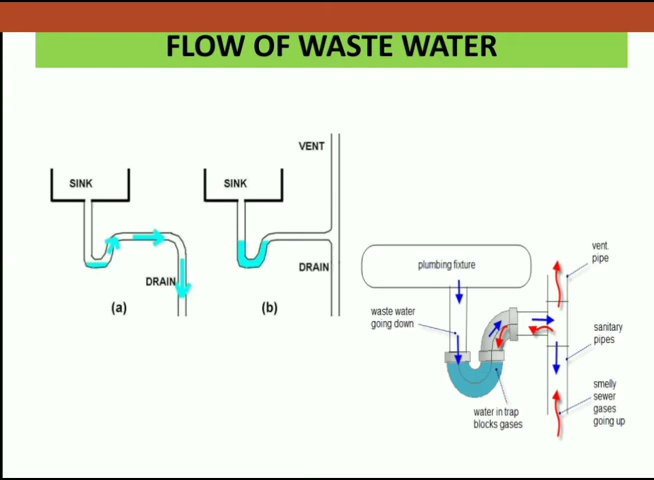 FLOW OF WASTE WATER
SINK
DRAIN
(a)
SINK
VENT
DRAIN
(b)
plumbing fixture
waste water
going down
water in trap
blocks gases
vent.
pipe
sanitary
pipes
smelly
sewer
gases
going up